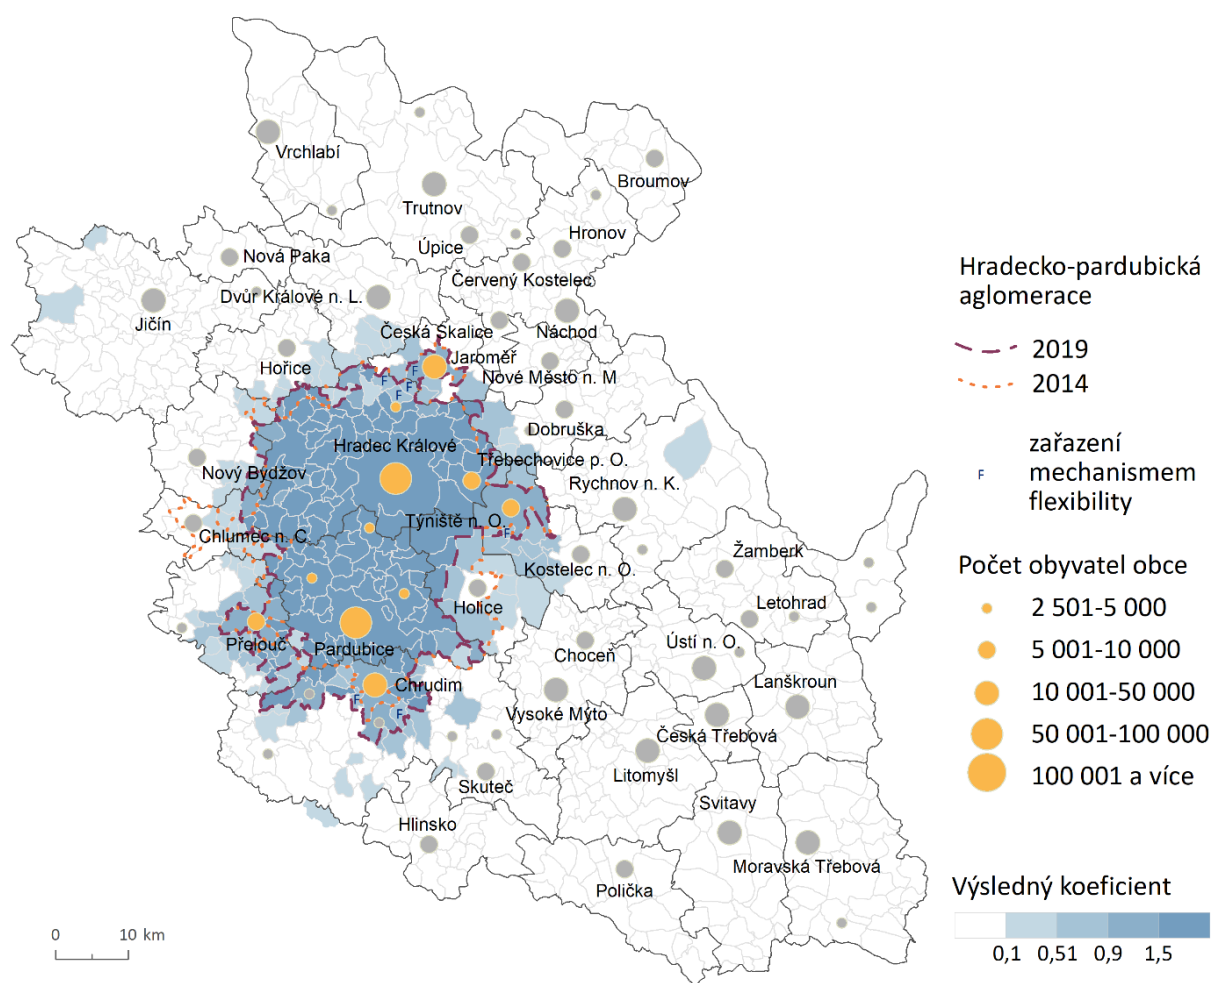 Vrchlabí
Broumov
Trutnov
Hronov
Úpice
Nová Paka
Červený Kostelec
Dvůr Králové n. L.
Jičín
Česká Skalice
Náchod
Jaroměř
Hořice
Nové Město n. M
Dobruška
Hradec Králové
Třebechovice p. O.
Nový Bydžov
Rychnov n. K.
Týniště n. O.
Chlumec n. C.
Žamberk
Kostelec n. O.
Letohrad
Holice
Přelouč
Pardubice
Choceň
Ústí n. O.
Chrudim
Lanškroun
Vysoké Mýto
Česká Třebová
Litomyšl
Skuteč
Svitavy
Hlinsko
Moravská Třebová
Polička
F
F
F
F
F
F
F
0 10 km
Hradecko-pardubická
aglomerace
2019
2014
F
zařazení
mechanismem
flexibility
Počet obyvatel obce
2 501-5 000
5 001-10 000
10 001-50 000
50 001-100 000
100 001 a více
Výsledný koeficient
0,1 0,51 0,9 1,5